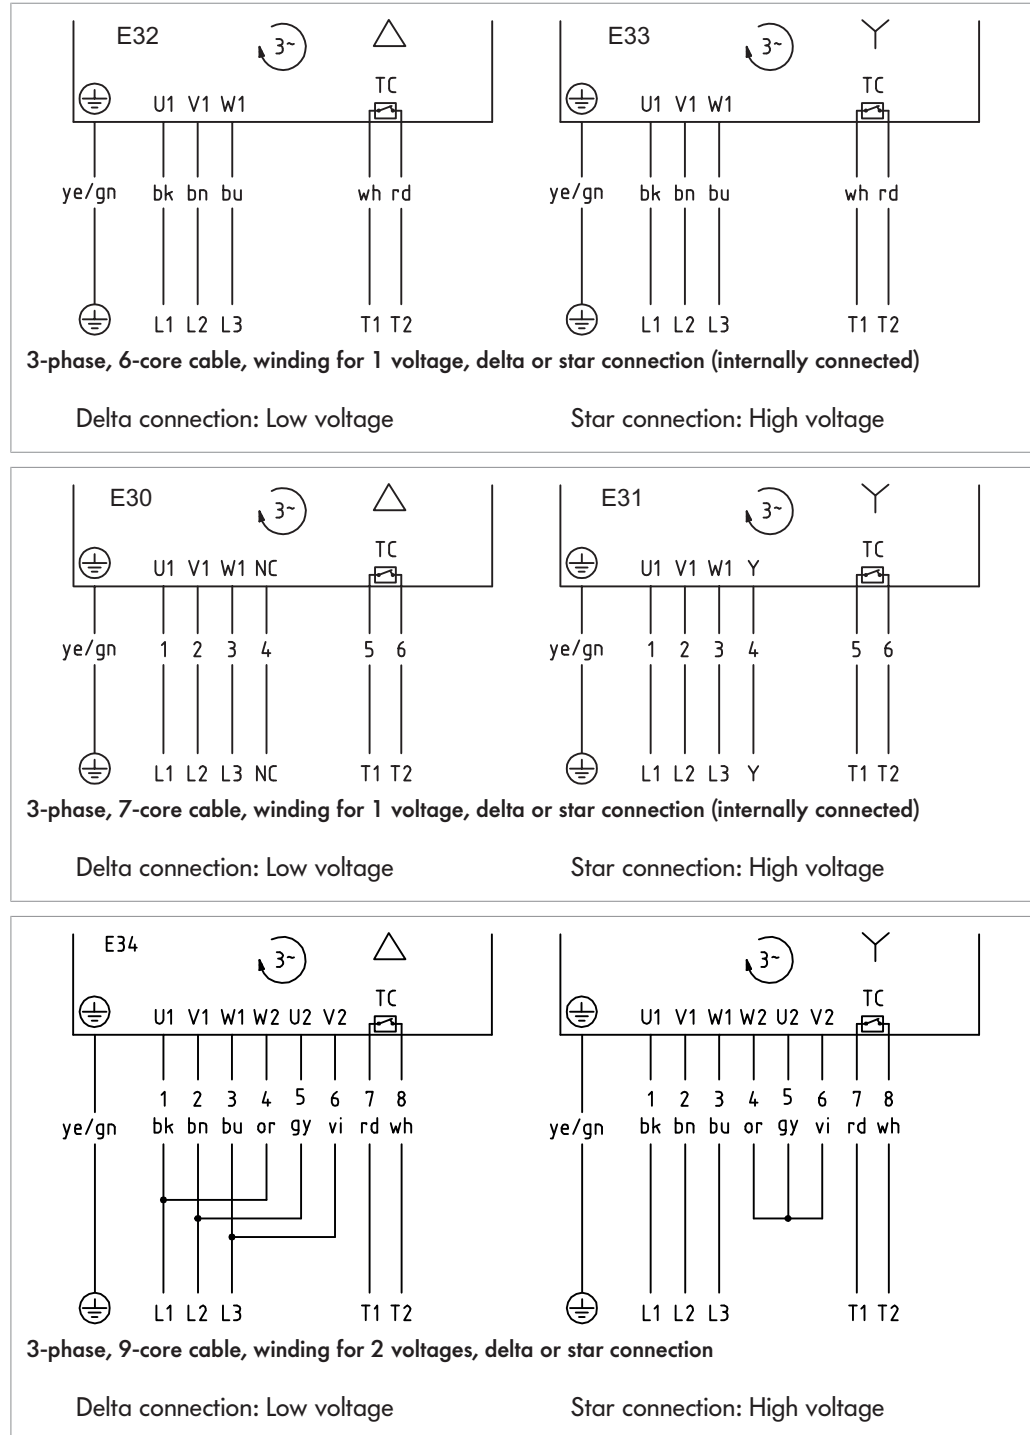 E32 3~ E33 3~
TC TC
U1 V1 W1 U1 V1 W1
ye/gn bk bn bu wh rd ye/gn bk bn bu wh rd
L1 L2 L3 T1 T2 L1 L2 L3 T1 T2
3-phase, 6-core cable, winding for 1 voltage, delta or star connection (internally connected)
Delta connection: Low voltage Star connection: High voltage
E30 3~ E31 3~
TC TC
U1 V1 W1 NC U1 V1 W1 Y
ye/gn 1 2 3 4 5 6 ye/gn 1 2 3 4 5 6
L1 L2 L3 NC T1 T2 L1 L2 L3 Y T1 T2
3-phase, 7-core cable, winding for 1 voltage, delta or star connection (internally connected)
Delta connection: Low voltage Star connection: High voltage
E34 3~ 3~
TC TC
U1 V1 W1 W2 U2 V2 U1 V1 W1 W2 U2 V2
1 2 3 4 5 6 7 8 1 2 3 4 5 6 7 8
ye/gn bk bn bu or gy vi rd wh ye/gn bk bn bu or gy vi rd wh
L1 L2 L3 T1 T2 L1 L2 L3 T1 T2
3-phase, 9-core cable, winding for 2 voltages, delta or star connection
Delta connection: Low voltage Star connection: High voltage